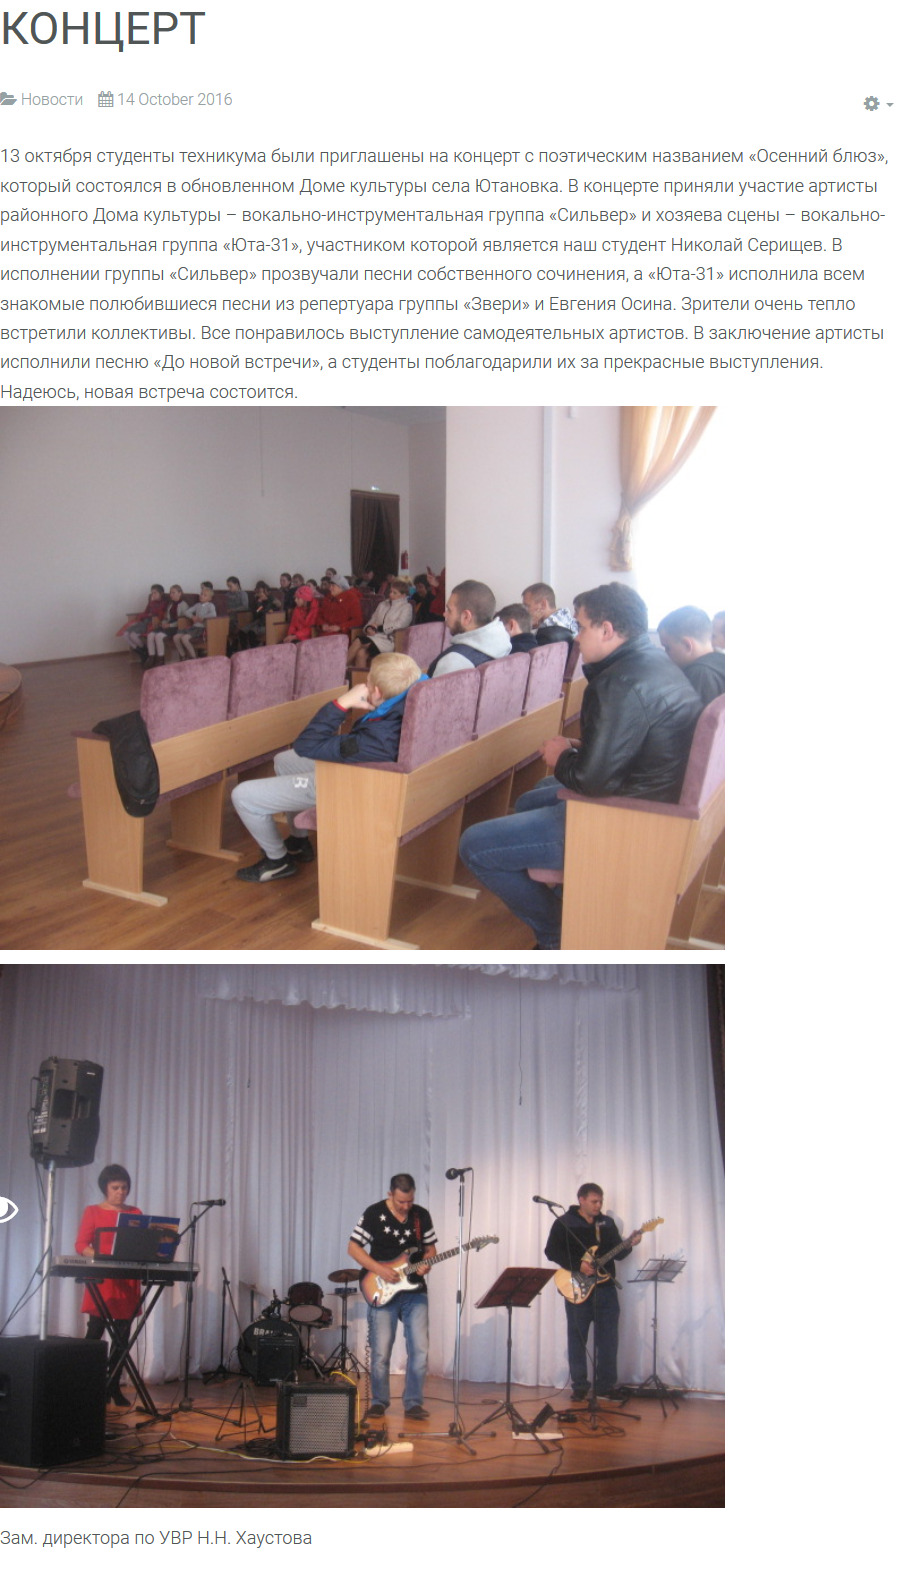 КОНЦЕРТ
Новости 14 October 2016
13 октября студенты техникума были приглашены на концерт с поэтическим названием «Осенний блюз»,
который состоялся в обновленном Доме культуры села Ютановка. В концерте приняли участие артисты
районного Дома культуры – вокально-инструментальная группа «Сильвер» и хозяева сцены – вокально-
инструментальная группа «Юта-31», участником которой является наш студент Николай Серищев. В
исполнении группы «Сильвер» прозвучали песни собственного сочинения, а «Юта-31» исполнила всем
знакомые полюбившиеся песни из репертуара группы «Звери» и Евгения Осина. Зрители очень тепло
встретили коллективы. Все понравилось выступление самодеятельных артистов. В заключение артисты
исполнили песню «До новой встречи», а студенты поблагодарили их за прекрасные выступления.
Надеюсь, новая встреча состоится.
Зам. директора по УВР Н.Н. Хаустова